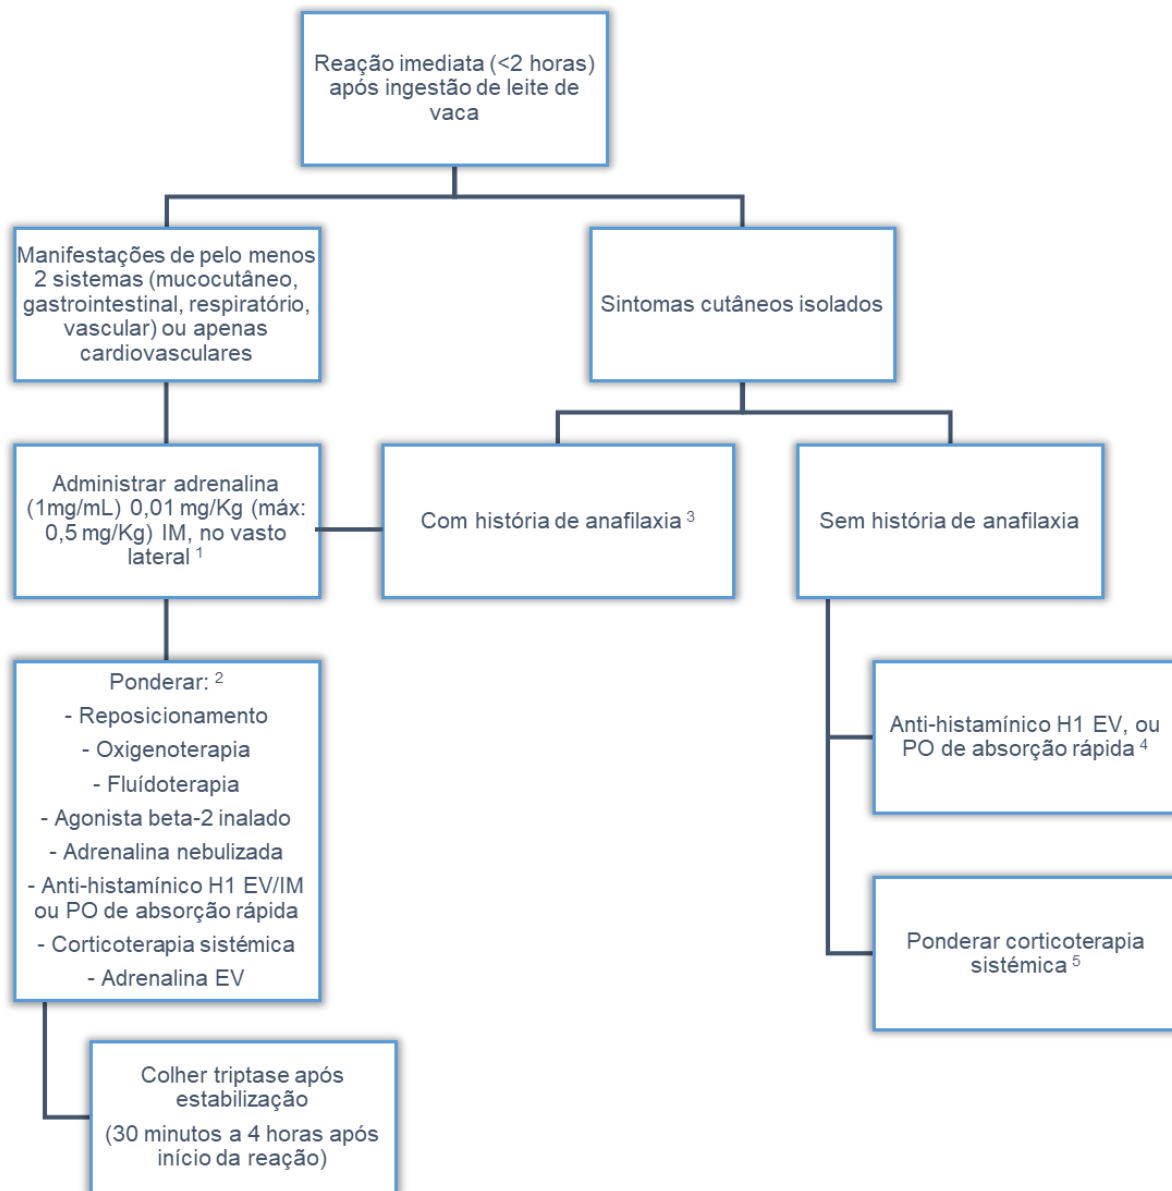 Reação imediata (<2 horas)
após ingestão de leite de
vaca
Manifestações de pelo menos
2 sistemas (mucocutâneo,
gastrointestinal, respiratório,
vascular) ou apenas
cardiovasculares
Sintomas cutâneos isolados
Administrar adrenalina
(1mg/mL) 0,01 mg/Kg (máx:
0,5 mg/Kg) IM, no vasto
lateral 1
Com história de anafilaxia 3
Sem história de anafilaxia
Ponderar: 2
- Reposicionamento
- Oxigenoterapia
- Fluídoterapia
- Agonista beta-2 inalado
- Adrenalina nebulizada
- Anti-histamínico H1 EV/IM
ou PO de absorção rápida
- Corticoterapia sistémica
- Adrenalina EV
Anti-histamínico H1 EV, ou
PO de absorção rápida 4
Ponderar corticoterapia
sistémica 5
Colher triptase após
estabilização
(30 minutos a 4 horas após
início da reação)